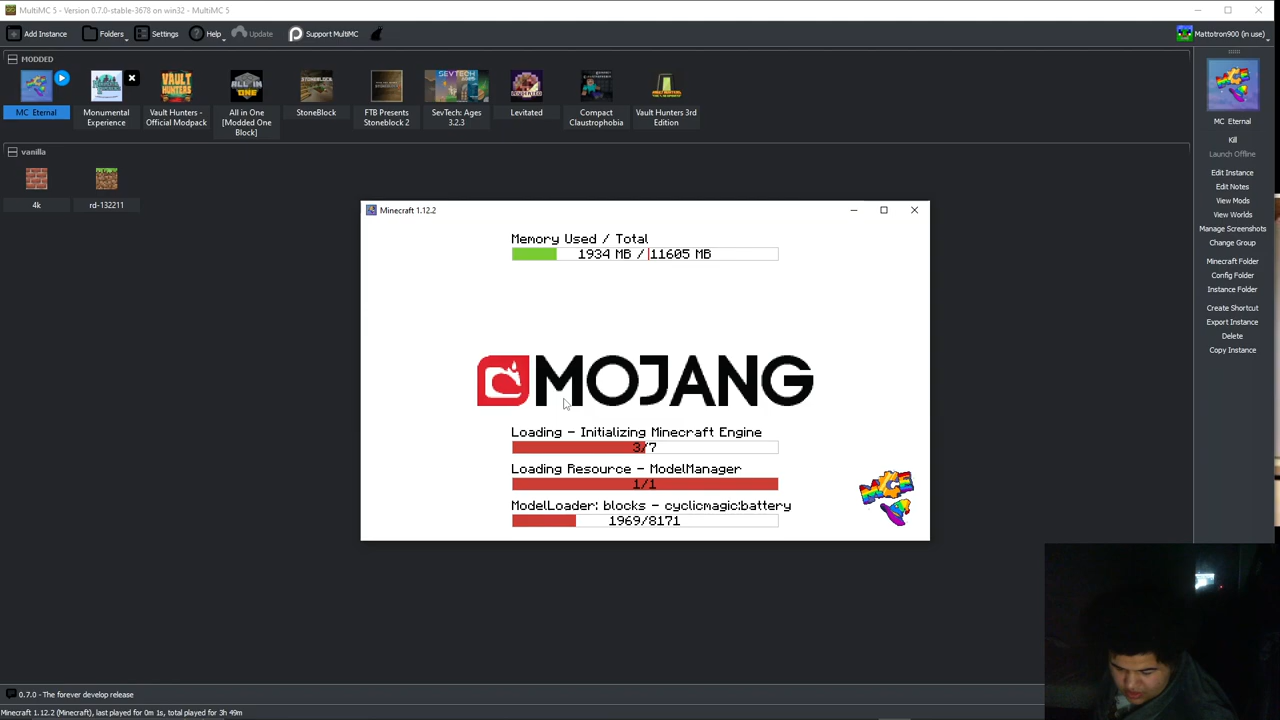 MultiMC 5 - Version 0.7.0-stable-3678 on win32 - MultiMC 5
Add Instance
Folders
Settings
Help
Update
Support MultiMC
Mattotron900 (in use)
MODDED
MC Eternal
Monumental
Experience
Vault Hunters -
Official Modpack
All in One
[Modded One
Block]
StoneBlock
FTB Presents
Stoneblock 2
SevTech: Ages
3.2.3
Levitated
Compact
Claustrophobia
Vault Hunters 3rd
Edition
vanilla
4k
rd-132211
MC Eternal
Kill
Launch Offline
Edit Instance
Edit Notes
View Mods
View Worlds
Manage Screenshots
Change Group
Minecraft Folder
Config Folder
Instance Folder
Create Shortcut
Export Instance
Delete
Copy Instance
Minecraft 1.12.2
Memory Used / Total
1934 MB / 11605 MB
MOJANG
Loading - Initializing Minecraft Engine
3/7
Loading Resource - ModelManager
1/1
ModelLoader: blocks - cyclicmagic:battery
1969/8171
MCE
0.7.0 - The forever develop release
Minecraft 1.12.2 (Minecraft), last played for 0m 1s, total played for 3h 49m